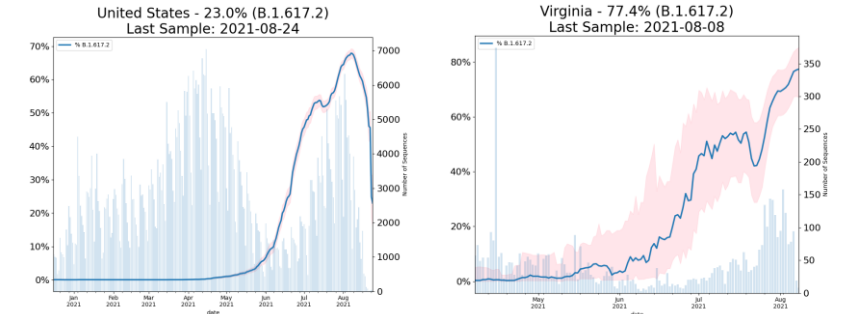 United States - 23.0% (B.1.617.2)
Last Sample: 2021-08-24
% B.1.617.2
70%
60%
50%
40%
30%
20%
10%
0%
7000
6000
5000
4000
3000
2000
1000
0
Number of Sequences
Jan 2021
Feb 2021
Mar 2021
Apr 2021
May 2021
Jun 2021
Jul 2021
Aug 2021
date
Virginia - 77.4% (B.1.617.2)
Last Sample: 2021-08-08
% B.1.617.2
80%
60%
40%
20%
0%
350
300
250
200
150
100
50
0
Number of Sequences
May 2021
Jun 2021
Jul 2021
Aug 2021
date